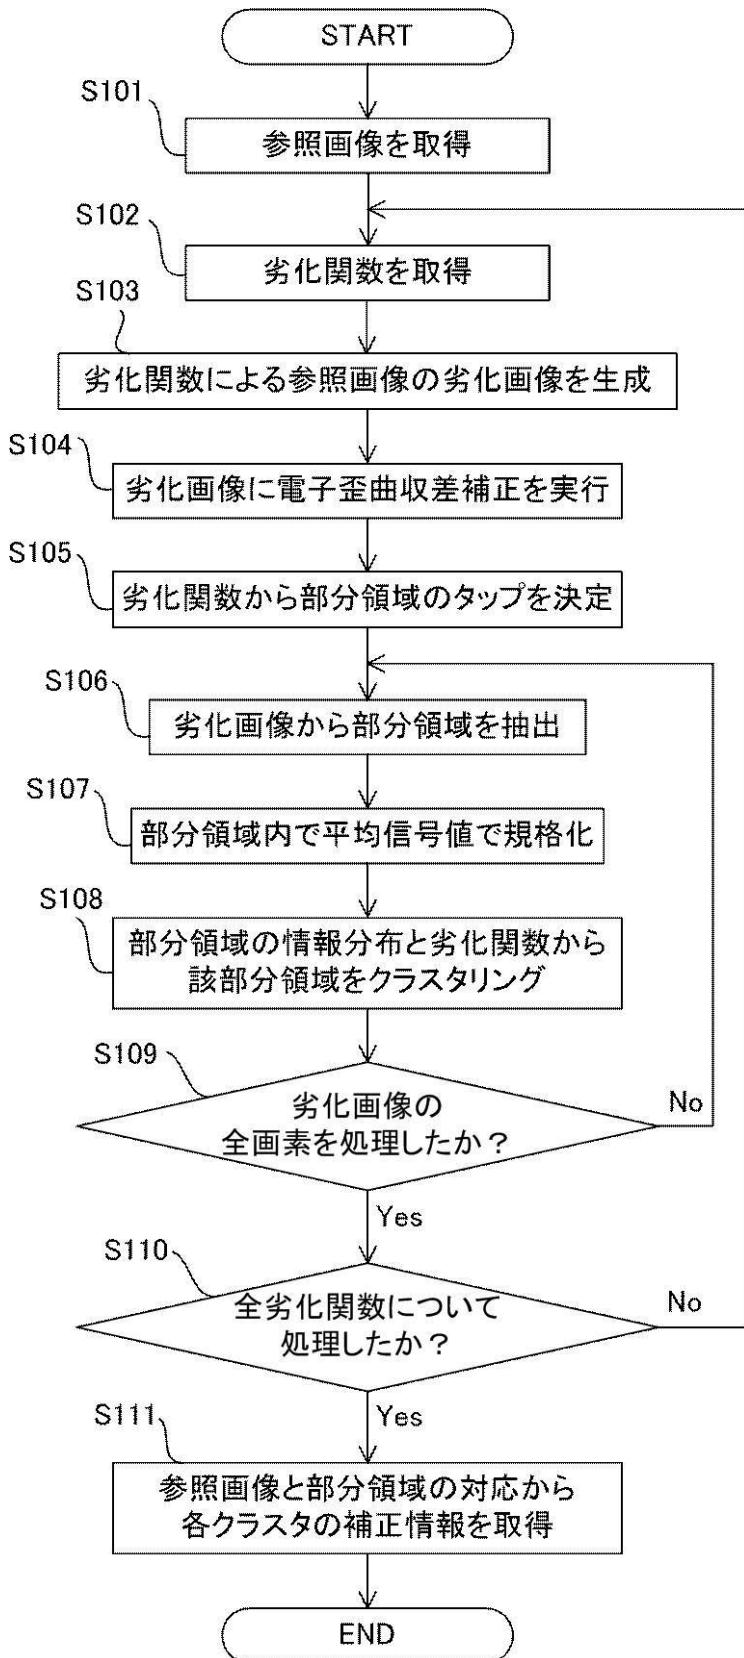 START
S101
参照画像を取得
S102
劣化関数を取得
S103
劣化関数による参照画像の劣化画像を生成
S104
劣化画像に電子歪曲収差補正を実行
S105
劣化関数から部分領域のタップを決定
S106
劣化画像から部分領域を抽出
S107
部分領域内で平均信号値で規格化
S108
部分領域の情報分布と劣化関数から
該部分領域をクラスタリング
S109
劣化画像の
全画素を処理したか？
No
Yes
S110
全劣化関数について
処理したか？
No
Yes
S111
参照画像と部分領域の対応から
各クラスタの補正情報を取得
END